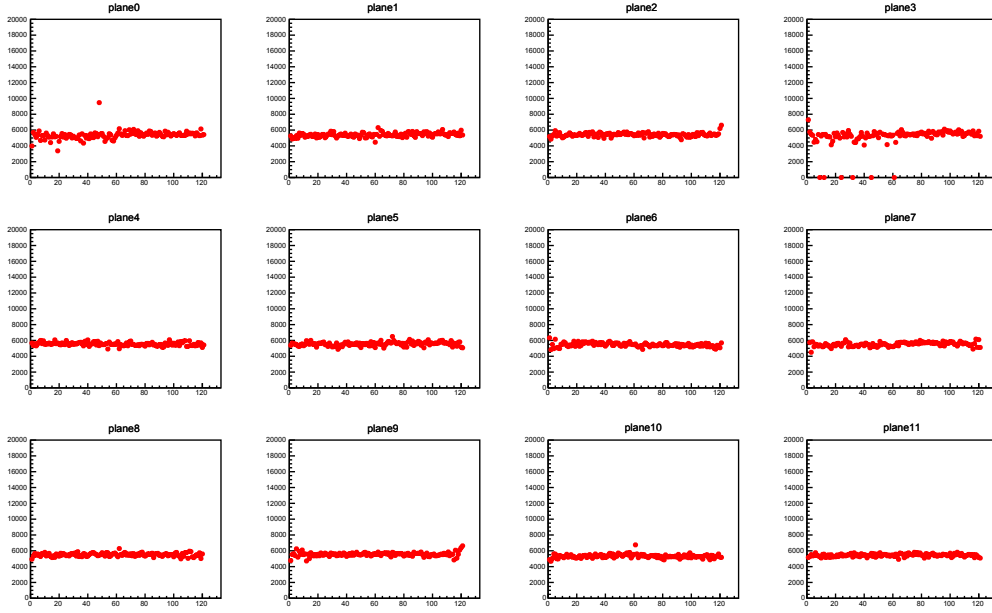 plane0 plane1 plane2 plane3
20000 20000 20000 20000
18000 18000 18000 18000
16000 16000 16000 16000
14000 14000 14000 14000
12000 12000 12000 12000
10000 10000 10000 10000
8000 8000 8000 8000
6000 6000 6000 6000
4000 4000 4000 4000
2000 2000 2000 2000
0 0 0 0
0 20 40 60 80 100 120 0 20 40 60 80 100 120 0 20 40 60 80 100 120 0 20 40 60 80 100 120
plane4 plane5 plane6 plane7
20000 20000 20000 20000
18000 18000 18000 18000
16000 16000 16000 16000
14000 14000 14000 14000
12000 12000 12000 12000
10000 10000 10000 10000
8000 8000 8000 8000
6000 6000 6000 6000
4000 4000 4000 4000
2000 2000 2000 2000
0 0 0 0
0 20 40 60 80 100 120 0 20 40 60 80 100 120 0 20 40 60 80 100 120 0 20 40 60 80 100 120
plane8 plane9 plane10 plane11
20000 20000 20000 20000
18000 18000 18000 18000
16000 16000 16000 16000
14000 14000 14000 14000
12000 12000 12000 12000
10000 10000 10000 10000
8000 8000 8000 8000
6000 6000 6000 6000
4000 4000 4000 4000
2000 2000 2000 2000
0 0 0 0
0 20 40 60 80 100 120 0 20 40 60 80 100 120 0 20 40 60 80 100 120 0 20 40 60 80 100 120